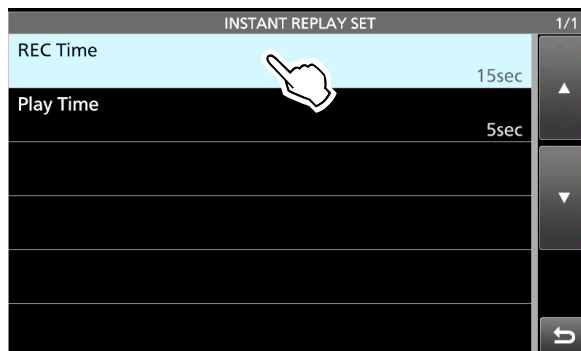 INSTANT REPLAY SET 1/1
REC Time
15sec
Play Time
5sec